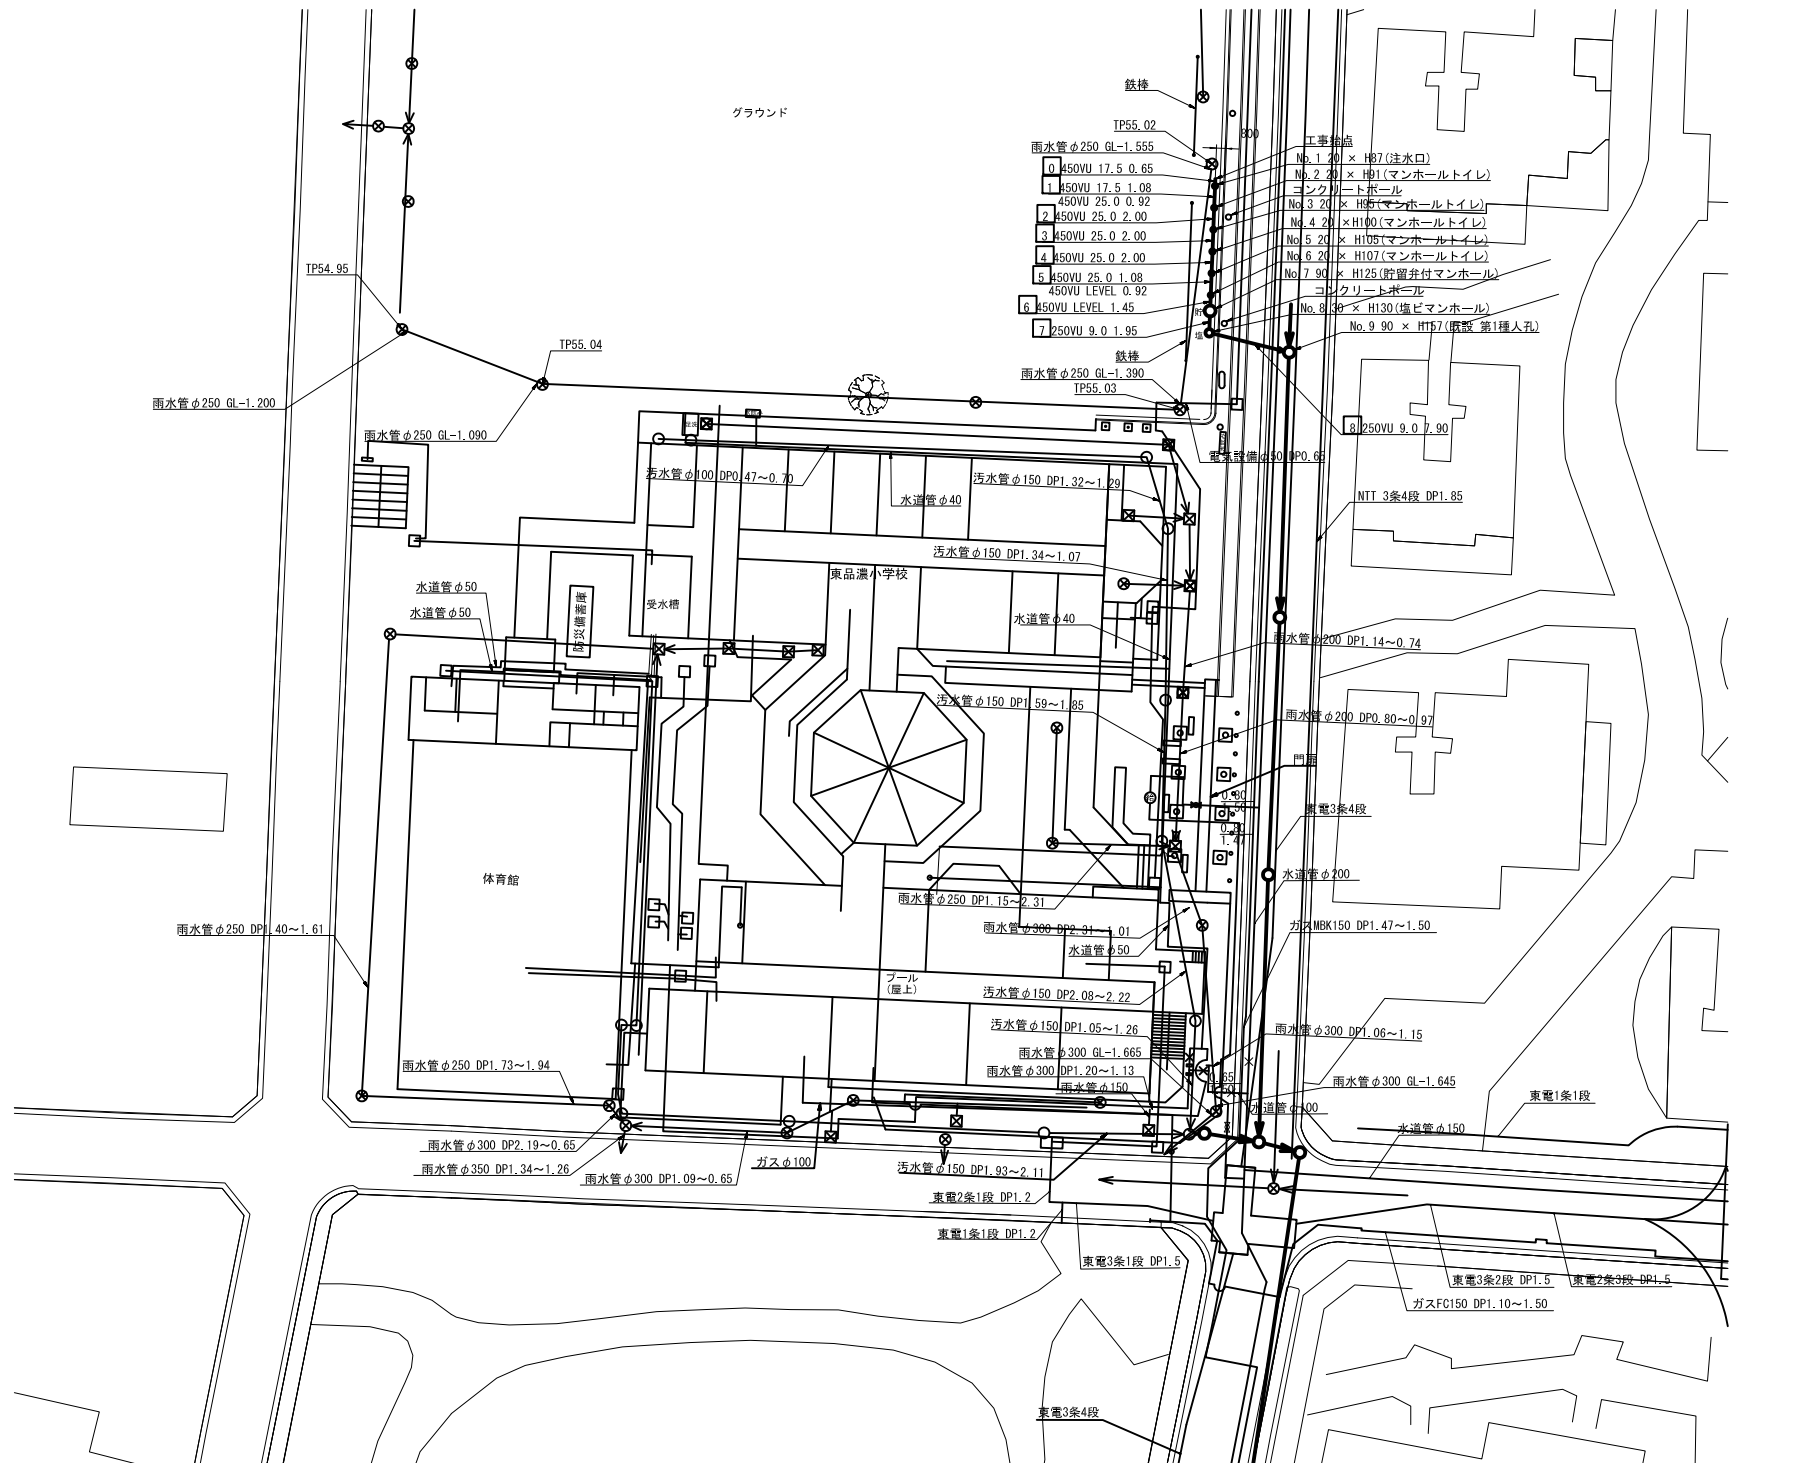 グラウンド
鉄棒
TP55.02
800
雨水管φ250 GL-1.555
0 450VU 17.5 0.65
1 450VU 17.5 1.08
450VU 25.0 0.92
2 450VU 25.0 2.00
3 450VU 25.0 2.00
4 450VU 25.0 2.00
5 450VU 25.0 1.08
450VU LEVEL 0.92
6 450VU LEVEL 1.45
7 250VU 9.0 1.95
貯
塩
工事始点
No.1 20 × H87(注水口)
No.2 20 × H91(マンホールトイレ)
コンクリートポール
No.3 20 × H95(マンホールトイレ)
No.4 20 ×H100(マンホールトイレ)
No.5 20 × H105(マンホールトイレ)
No.6 20 × H107(マンホールトイレ)
No.7 90 × H125(貯留弁付マンホール)
コンクリートポール
No.8 30 × H130(塩ビマンホール)
No.9 90 × H157(既設 第1種人孔)
鉄棒
雨水管φ250 GL-1.390
TP55.03
TP54.95
TP55.04
雨水管φ250 GL-1.200
雨水管φ250 GL-1.090
8 250VU 9.0 7.90
電気設備φ50 DP0.65
汚水管φ100 DP0.47～0.70
水道管φ40
汚水管φ150 DP1.32～1.29
NTT 3条4段 DP1.85
汚水管φ150 DP1.34～1.07
東品濃小学校
水道管φ50
水道管φ50
防災備蓄庫
受水槽
水道管φ40
雨水管φ200 DP1.14～0.74
汚水管φ150 DP1.59～1.85
雨水管φ200 DP0.80～0.97
門扉
0.80
1.50
東電3条4段
0.80
1.47
体育館
水道管φ200
雨水管φ250 DP1.15～2.31
雨水管φ250 DP1.40～1.61
雨水管φ300 DP2.31～1.01
ガスMBK150 DP1.47～1.50
水道管φ50
プール
(屋上)
汚水管φ150 DP2.08～2.22
汚水管φ150 DP1.05～1.26
雨水管φ300 DP1.06～1.15
雨水管φ300 GL-1.665
雨水管φ250 DP1.73～1.94
雨水管φ300 DP1.20～1.13
雨水管φ150
雨水管φ300 GL-1.645
水道管φ100
東電1条1段
水道管φ150
雨水管φ300 DP2.19～0.65
雨水管φ350 DP1.34～1.26
雨水管φ300 DP1.09～0.65
ガスφ100
汚水管φ150 DP1.93～2.11
東電2条1段 DP1.2
東電1条1段 DP1.2
東電3条1段 DP1.5
東電3条2段 DP1.5
東電2条3段 DP1.5
ガスFC150 DP1.10～1.50
東電3条4段